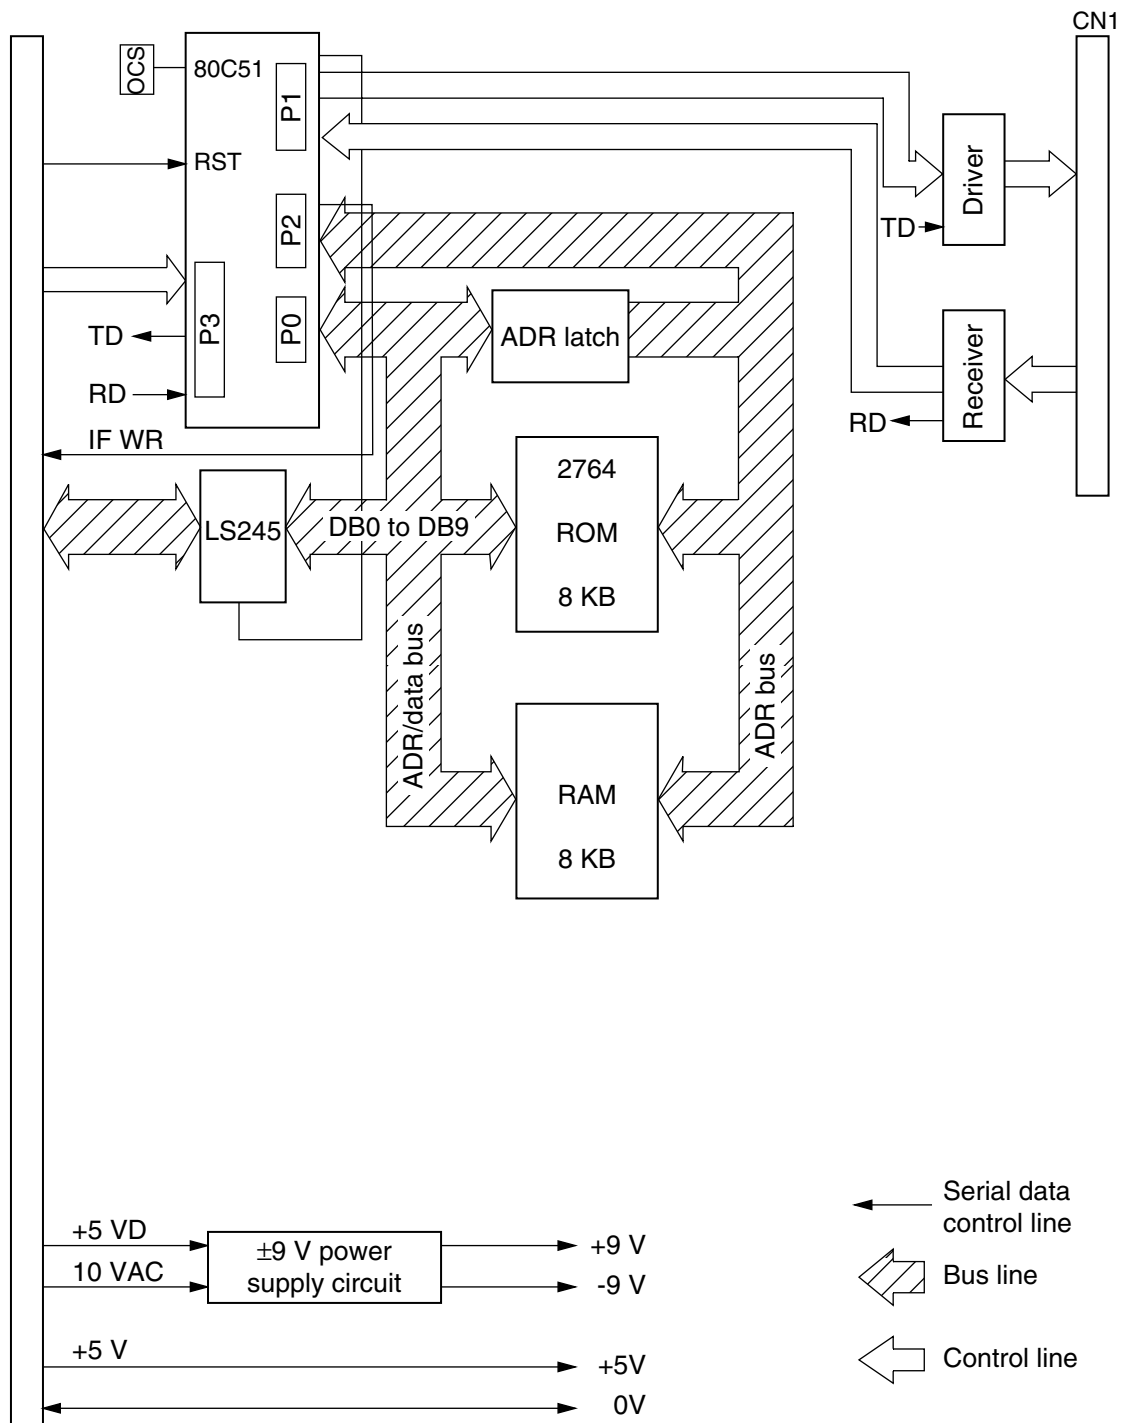 CN1
OCS
80C51
P1
RST
P2
Driver
TD
P3
P0
ADR latch
TD
RD
Receiver
RD
IF WR
2764
ROM
8 KB
LS245
DB0 to DB9
ADR/data bus
ADR bus
RAM
8 KB
Serial data
control line
+5 VD
10 VAC
±9 V power
supply circuit
+9 V
-9 V
Bus line
+5 V
+5V
Control line
0V